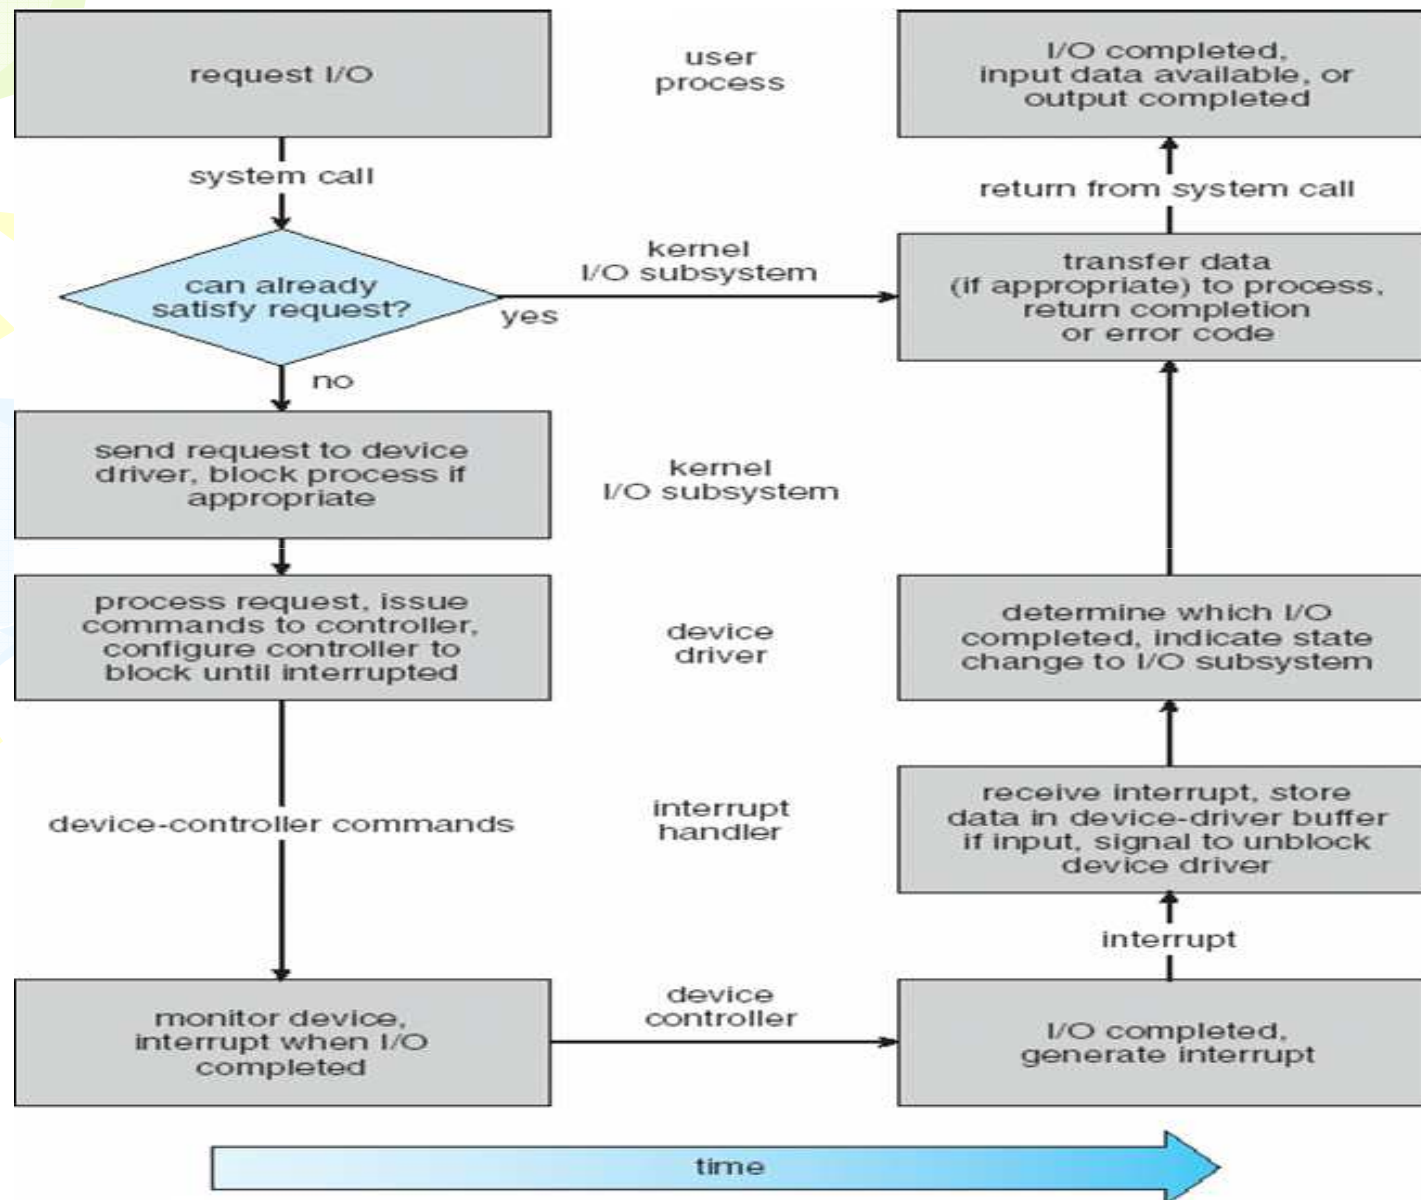 request I/O
user
process
I/O completed,
input data available, or
output completed
system call
return from system call
can already
satisfy request?
kernel
I/O subsystem
yes
transfer data
(if appropriate) to process,
return completion
or error code
no
send request to device
driver, block process if
appropriate
kernel
I/O subsystem
process request, issue
commands to controller,
configure controller to
block until interrupted
device
driver
determine which I/O
completed, indicate state
change to I/O subsystem
device-controller commands
interrupt
handler
receive interrupt, store
data in device-driver buffer
if input, signal to unblock
device driver
interrupt
monitor device,
interrupt when I/O
completed
device
controller
I/O completed,
generate interrupt
time